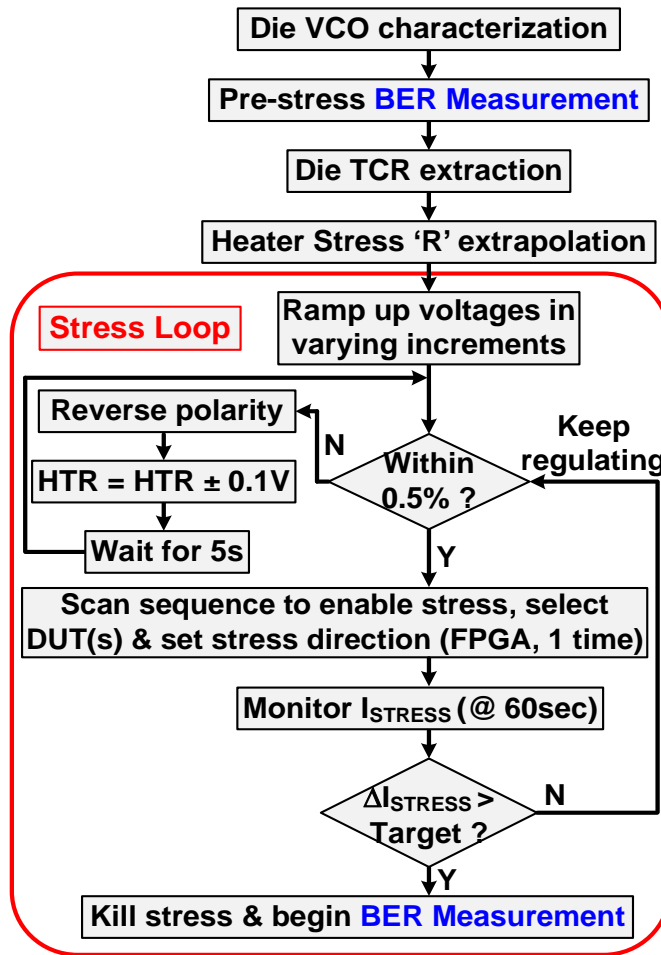 Die VCO characterization
Pre-stress BER Measurement
Die TCR extraction
Heater Stress ‘R’ extrapolation
Stress Loop
Ramp up voltages in
varying increments
Reverse polarity
N
HTR = HTR ± 0.1V
Wait for 5s
Within
0.5% ?
Keep
regulating
Y
Scan sequence to enable stress, select
DUT(s) & set stress direction (FPGA, 1 time)
Monitor ISTRESS (@ 60sec)
ΔISTRESS >
Target ?
N
Y
Kill stress & begin BER Measurement